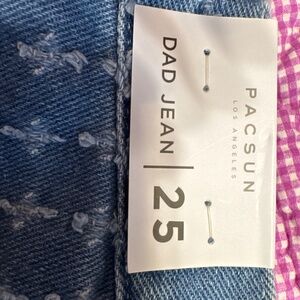 PACSUN
LOS ANGELES
DAD JEAN | 25